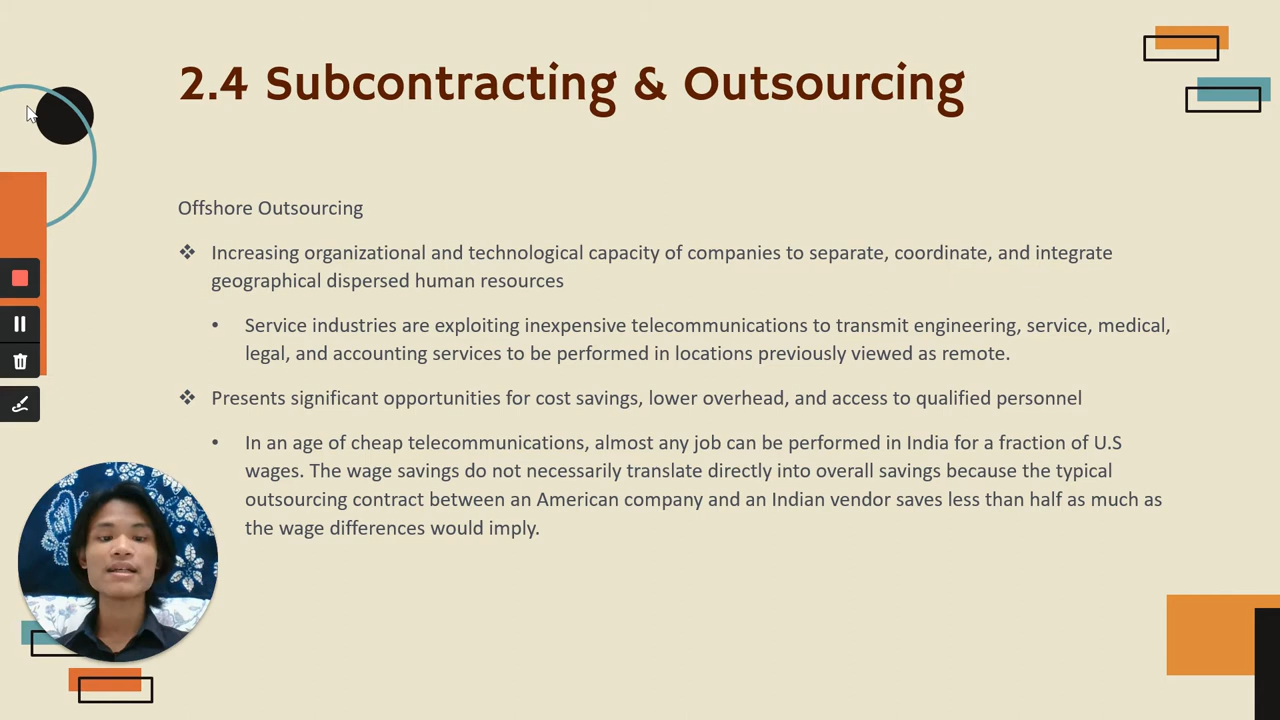 2.4 Subcontracting & Outsourcing
Offshore Outsourcing
❖ Increasing organizational and technological capacity of companies to separate, coordinate, and integrate
geographical dispersed human resources
• Service industries are exploiting inexpensive telecommunications to transmit engineering, service, medical,
legal, and accounting services to be performed in locations previously viewed as remote.
❖ Presents significant opportunities for cost savings, lower overhead, and access to qualified personnel
• In an age of cheap telecommunications, almost any job can be performed in India for a fraction of U.S
wages. The wage savings do not necessarily translate directly into overall savings because the typical
outsourcing contract between an American company and an Indian vendor saves less than half as much as
the wage differences would imply.